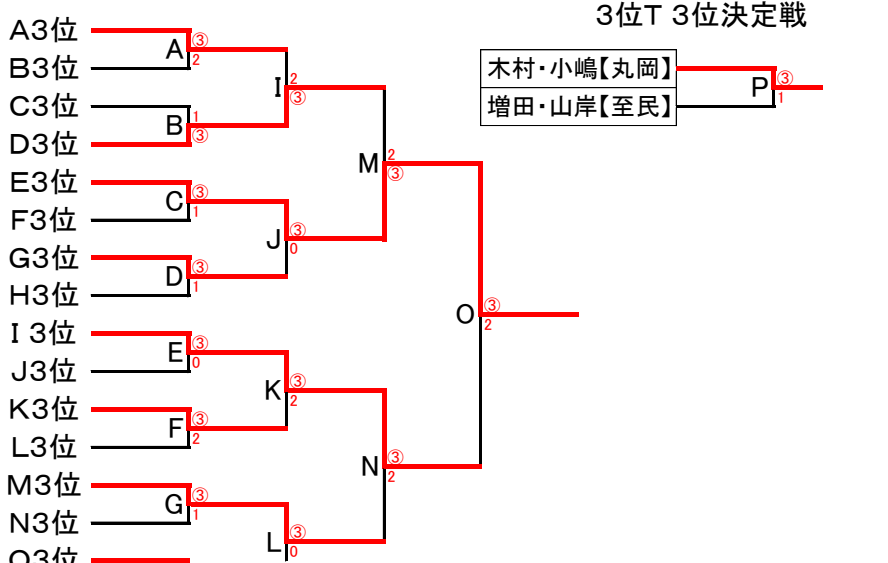 3位T 3位決定戦
A3位
B3位
C3位
D3位
E3位
F3位
G3位
H3位
I 3位
J3位
K3位
L3位
M3位
N3位
O3位
A
③
2
B
1
③
C
③
1
D
③
1
E
③
0
F
③
2
G
③
1
I
2
③
J
③
0
K
③
2
L
③
0
M
2
③
N
③
2
O
③
2
木村・小嶋【丸岡】
増田・山岸【至民】
P
③
1